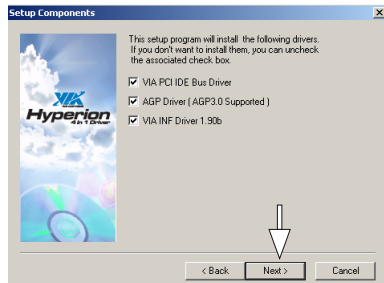 Setup Components
This setup program will install the following drivers.
If you don't want to install them, you can uncheck
the associated check box.
VIA PCI IDE Bus Driver
AGP Driver ( AGP3.0 Supported )
VIA INF Driver 1.90b
VIA
Hyperion
4 in 1 Driver
< Back
Next >
Cancel